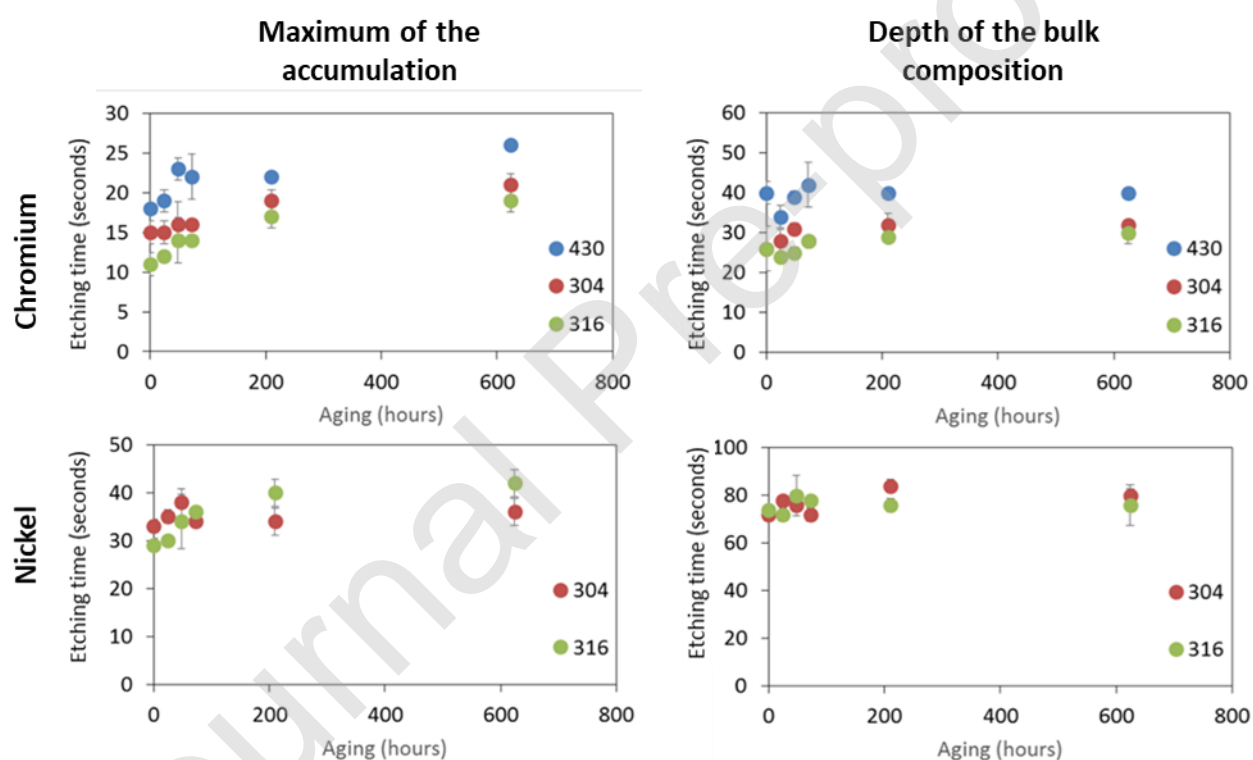 Maximum of the
accumulation
Depth of the bulk
composition
Chromium
Etching time (seconds)
30
25
20
15
10
5
0
0 200 400 600 800
Aging (hours)
430
304
316
Etching time (seconds)
60
50
40
30
20
10
0
0 200 400 600 800
Aging (hours)
430
304
316
Nickel
Etching time (seconds)
50
40
30
20
10
0
0 200 400 600 800
Aging (hours)
304
316
Etching time (seconds)
100
80
60
40
20
0
0 200 400 600 800
Aging (hours)
304
316
urnal Pre-pro